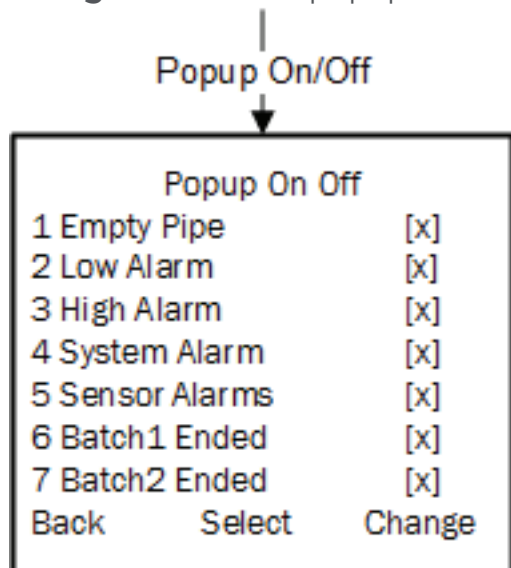 Popup On/Off
Popup On Off
1 Empty Pipe [x]
2 Low Alarm [x]
3 High Alarm [x]
4 System Alarm [x]
5 Sensor Alarms [x]
6 Batch1 Ended [x]
7 Batch2 Ended [x]
Back Select Change